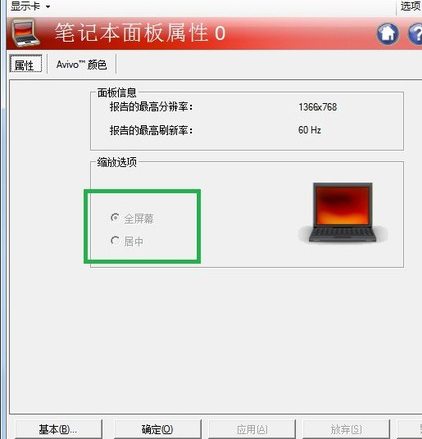 显示卡 选项
笔记本面板属性 0
属性 Avivo™ 颜色
面板信息
报告的最高分辨率: 1366x768
报告的最高刷新率: 60 Hz
缩放选项
全屏幕
居中
基本(B)... 确定(O) 应用(A) 放弃(S)